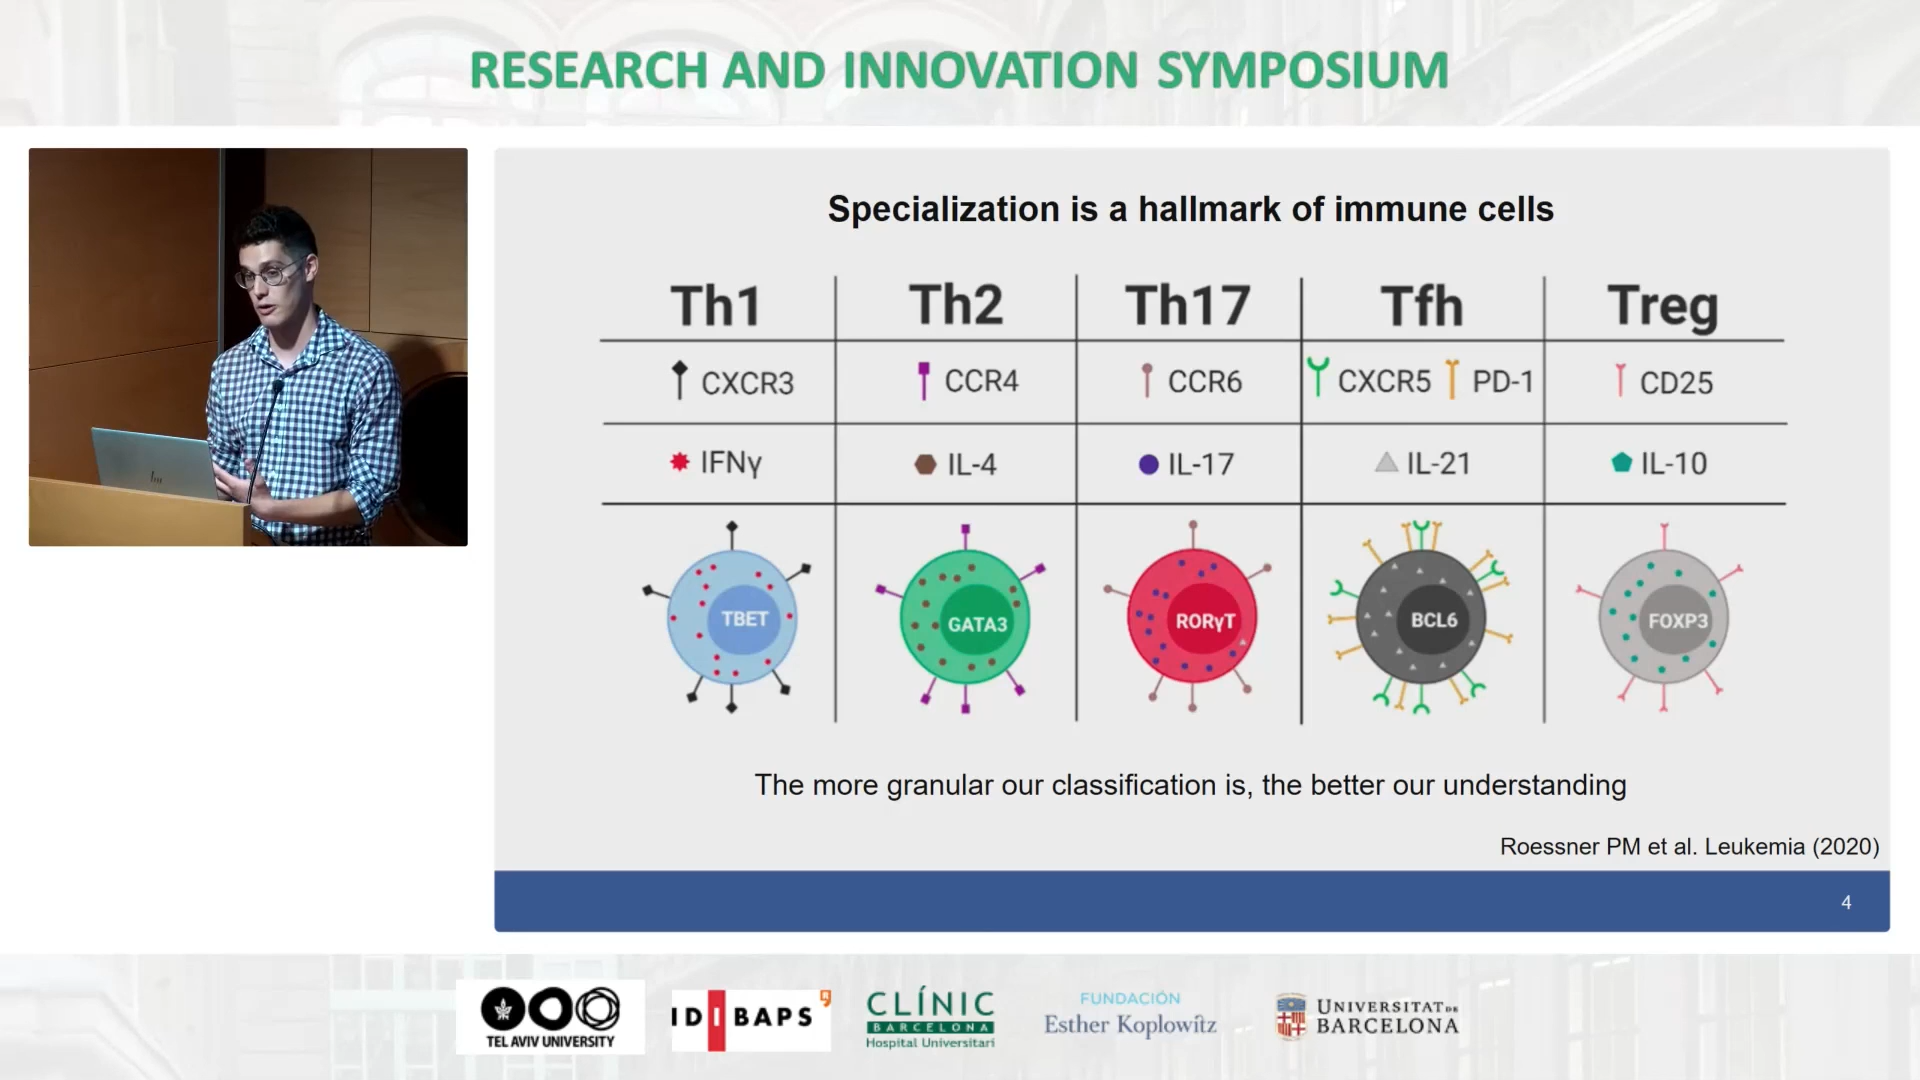 RESEARCH AND INNOVATION SYMPOSIUM
Specialization is a hallmark of immune cells
Th1 Th2 Th17 Tfh Treg
CXCR3 CCR4 CCR6 CXCR5 PD-1 CD25
IFNγ IL-4 IL-17 IL-21 IL-10
TBET GATA3 RORγT BCL6 FOXP3
The more granular our classification is, the better our understanding
Roessner PM et al. Leukemia (2020)
4
TEL AVIV UNIVERSITY
IDIBAPS
CLÍNIC
BARCELONA
Hospital Universitari
FUNDACIÓN
Esther Koplowitz
UNIVERSITAT DE
BARCELONA